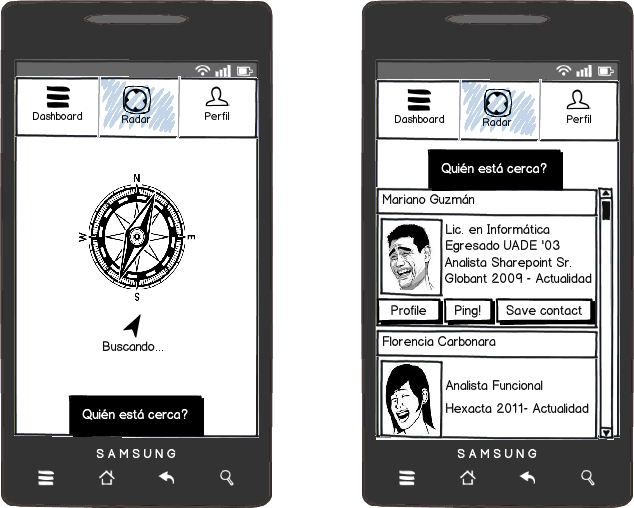 Dashboard
Radar
Perfil
N
W
E
S
Buscando...
Quién está cerca?
SAMSUNG
Dashboard
Radar
Perfil
Quién está cerca?
Mariano Guzmán
Lic. en Informática
Egresado UADE '03
Analista Sharepoint Sr.
Globant 2009 - Actualidad
Profile
Ping!
Save contact
Florencia Carbonara
Analista Funcional
Hexacta 2011- Actualidad
SAMSUNG